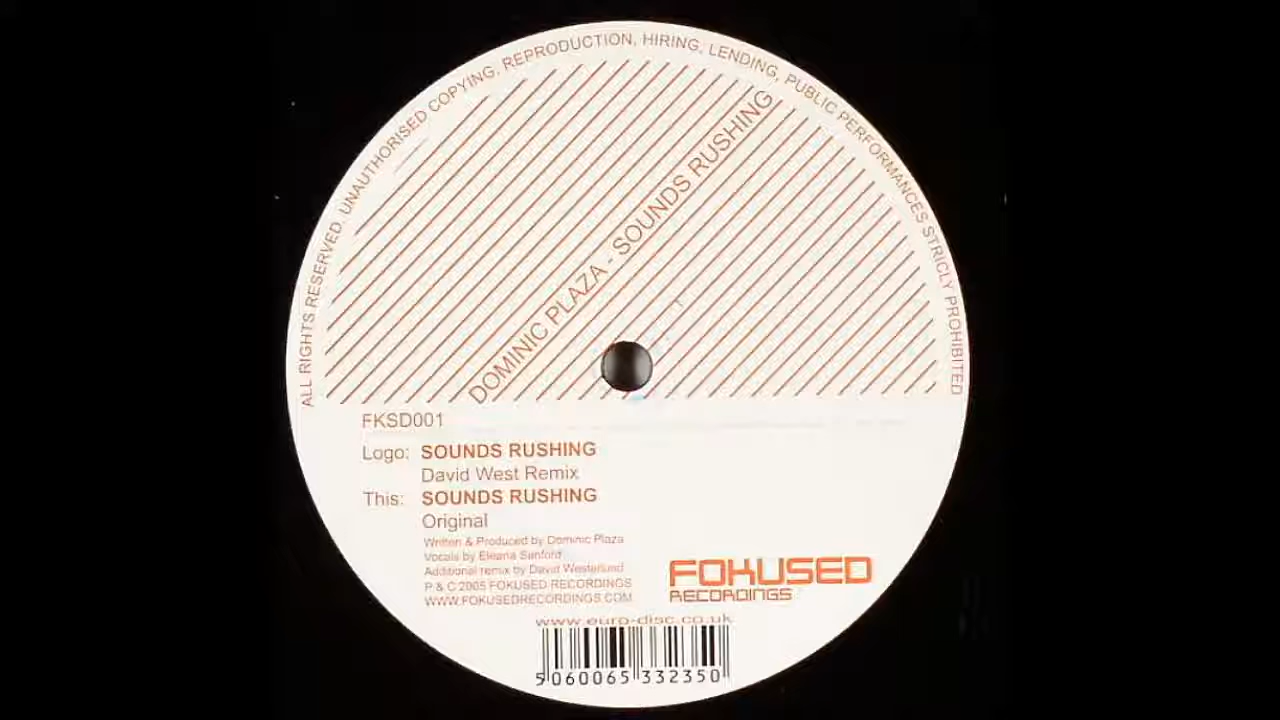 ALL RIGHTS RESERVED. UNAUTHORISED COPYING, REPRODUCTION, HIRING, LENDING, PUBLIC PERFORMANCES STRICLY PROHIBITED
DOMINIC PLAZA - SOUNDS RUSHING
FKSD001
Logo: SOUNDS RUSHING
David West Remix
This: SOUNDS RUSHING
Original
Written & Produced by Dominic Plaza
Vocals by Eleana Sanford
Additional remix by David Westerlund
P & C 2005 FOKUSED RECORDINGS
WWW.FOKUSEDRECORDINGS.COM
FOKUSED
RECORDINGS
www.euro-disc.co.uk
5 060065 332350